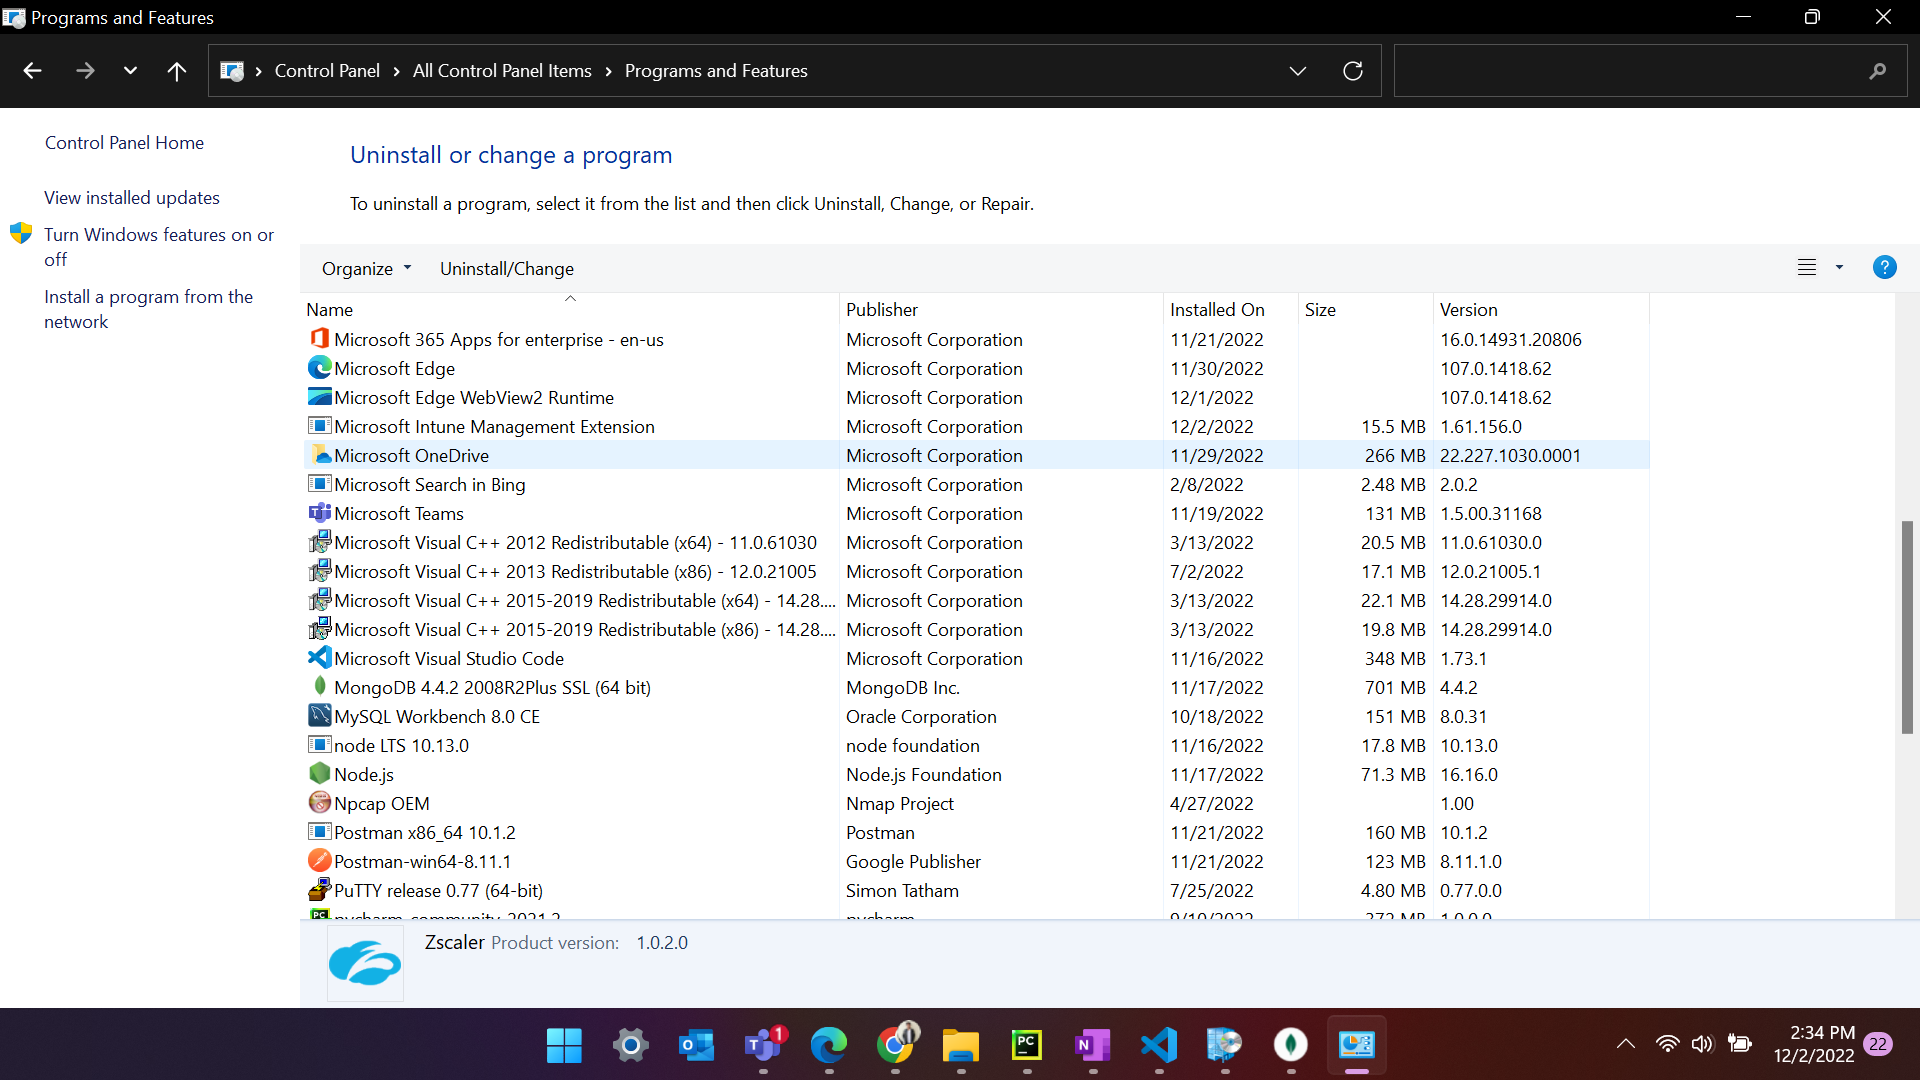 Programs and Features
Control Panel > All Control Panel Items > Programs and Features
Control Panel Home
View installed updates
Turn Windows features on or
off
Install a program from the
network
Uninstall or change a program
To uninstall a program, select it from the list and then click Uninstall, Change, or Repair.
Organize Uninstall/Change
Name Publisher Installed On Size Version
Microsoft 365 Apps for enterprise - en-us Microsoft Corporation 11/21/2022 16.0.14931.20806
Microsoft Edge Microsoft Corporation 11/30/2022 107.0.1418.62
Microsoft Edge WebView2 Runtime Microsoft Corporation 12/1/2022 107.0.1418.62
Microsoft Intune Management Extension Microsoft Corporation 12/2/2022 15.5 MB 1.61.156.0
Microsoft OneDrive Microsoft Corporation 11/29/2022 266 MB 22.227.1030.0001
Microsoft Search in Bing Microsoft Corporation 2/8/2022 2.48 MB 2.0.2
Microsoft Teams Microsoft Corporation 11/19/2022 131 MB 1.5.00.31168
Microsoft Visual C++ 2012 Redistributable (x64) - 11.0.61030 Microsoft Corporation 3/13/2022 20.5 MB 11.0.61030.0
Microsoft Visual C++ 2013 Redistributable (x86) - 12.0.21005 Microsoft Corporation 7/2/2022 17.1 MB 12.0.21005.1
Microsoft Visual C++ 2015-2019 Redistributable (x64) - 14.28.... Microsoft Corporation 3/13/2022 22.1 MB 14.28.29914.0
Microsoft Visual C++ 2015-2019 Redistributable (x86) - 14.28.... Microsoft Corporation 3/13/2022 19.8 MB 14.28.29914.0
Microsoft Visual Studio Code Microsoft Corporation 11/16/2022 348 MB 1.73.1
MongoDB 4.4.2 2008R2Plus SSL (64 bit) MongoDB Inc. 11/17/2022 701 MB 4.4.2
MySQL Workbench 8.0 CE Oracle Corporation 10/18/2022 151 MB 8.0.31
node LTS 10.13.0 node foundation 11/16/2022 17.8 MB 10.13.0
Node.js Node.js Foundation 11/17/2022 71.3 MB 16.16.0
Npcap OEM Nmap Project 4/27/2022 1.00
Postman x86_64 10.1.2 Postman 11/21/2022 160 MB 10.1.2
Postman-win64-8.11.1 Google Publisher 11/21/2022 123 MB 8.11.1.0
PuTTY release 0.77 (64-bit) Simon Tatham 7/25/2022 4.80 MB 0.77.0.0
pycharm-community-2021.2 pycharm 9/10/2022 372 MB 1.0.0.0
Zscaler Product version: 1.0.2.0
2:34 PM
12/2/2022
22